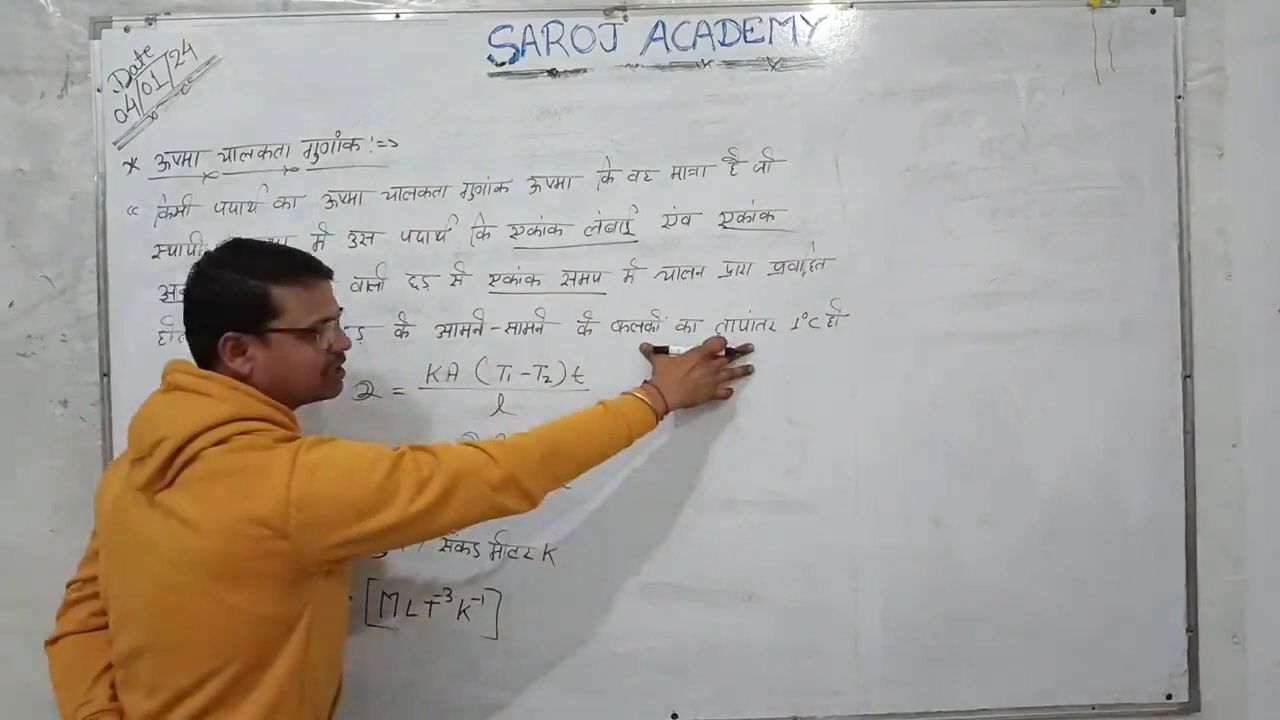 SAROJ ACADEMY
Date
04/01/24
* ऊष्मा चालकता गुणांक :=>
“ किसी पदार्थ का ऊष्मा चालकता गुणांक ऊष्मा कि वह मात्रा है जो
स्थायी में उस पदार्थ कि एकांक लंबाई एंव एकांक
वाली छड़ से एकांक समय में चालन द्वारा प्रवाहित
के आमने-सामने के फलकों का तापांतर 1°C हो
Q = KA (T₁-T₂)t / l
सेकंड मीटर K
[MLT⁻³K⁻¹]